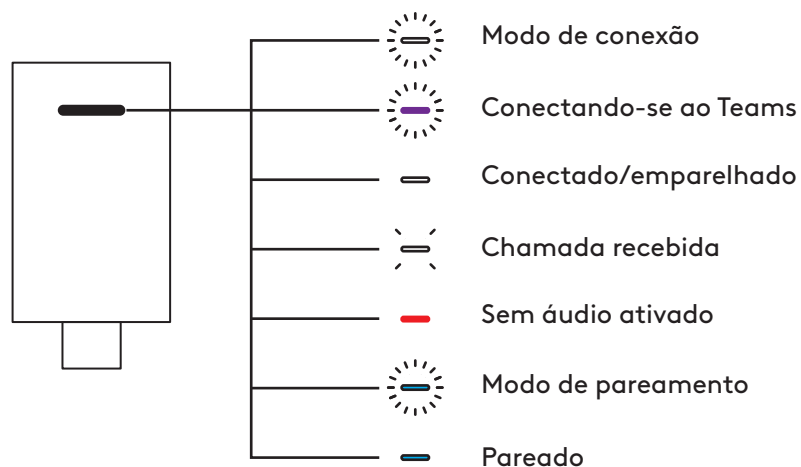 Modo de conexão
Conectando-se ao Teams
Conectado/emparelhado
Chamada recebida
Sem áudio ativado
Modo de pareamento
Pareado